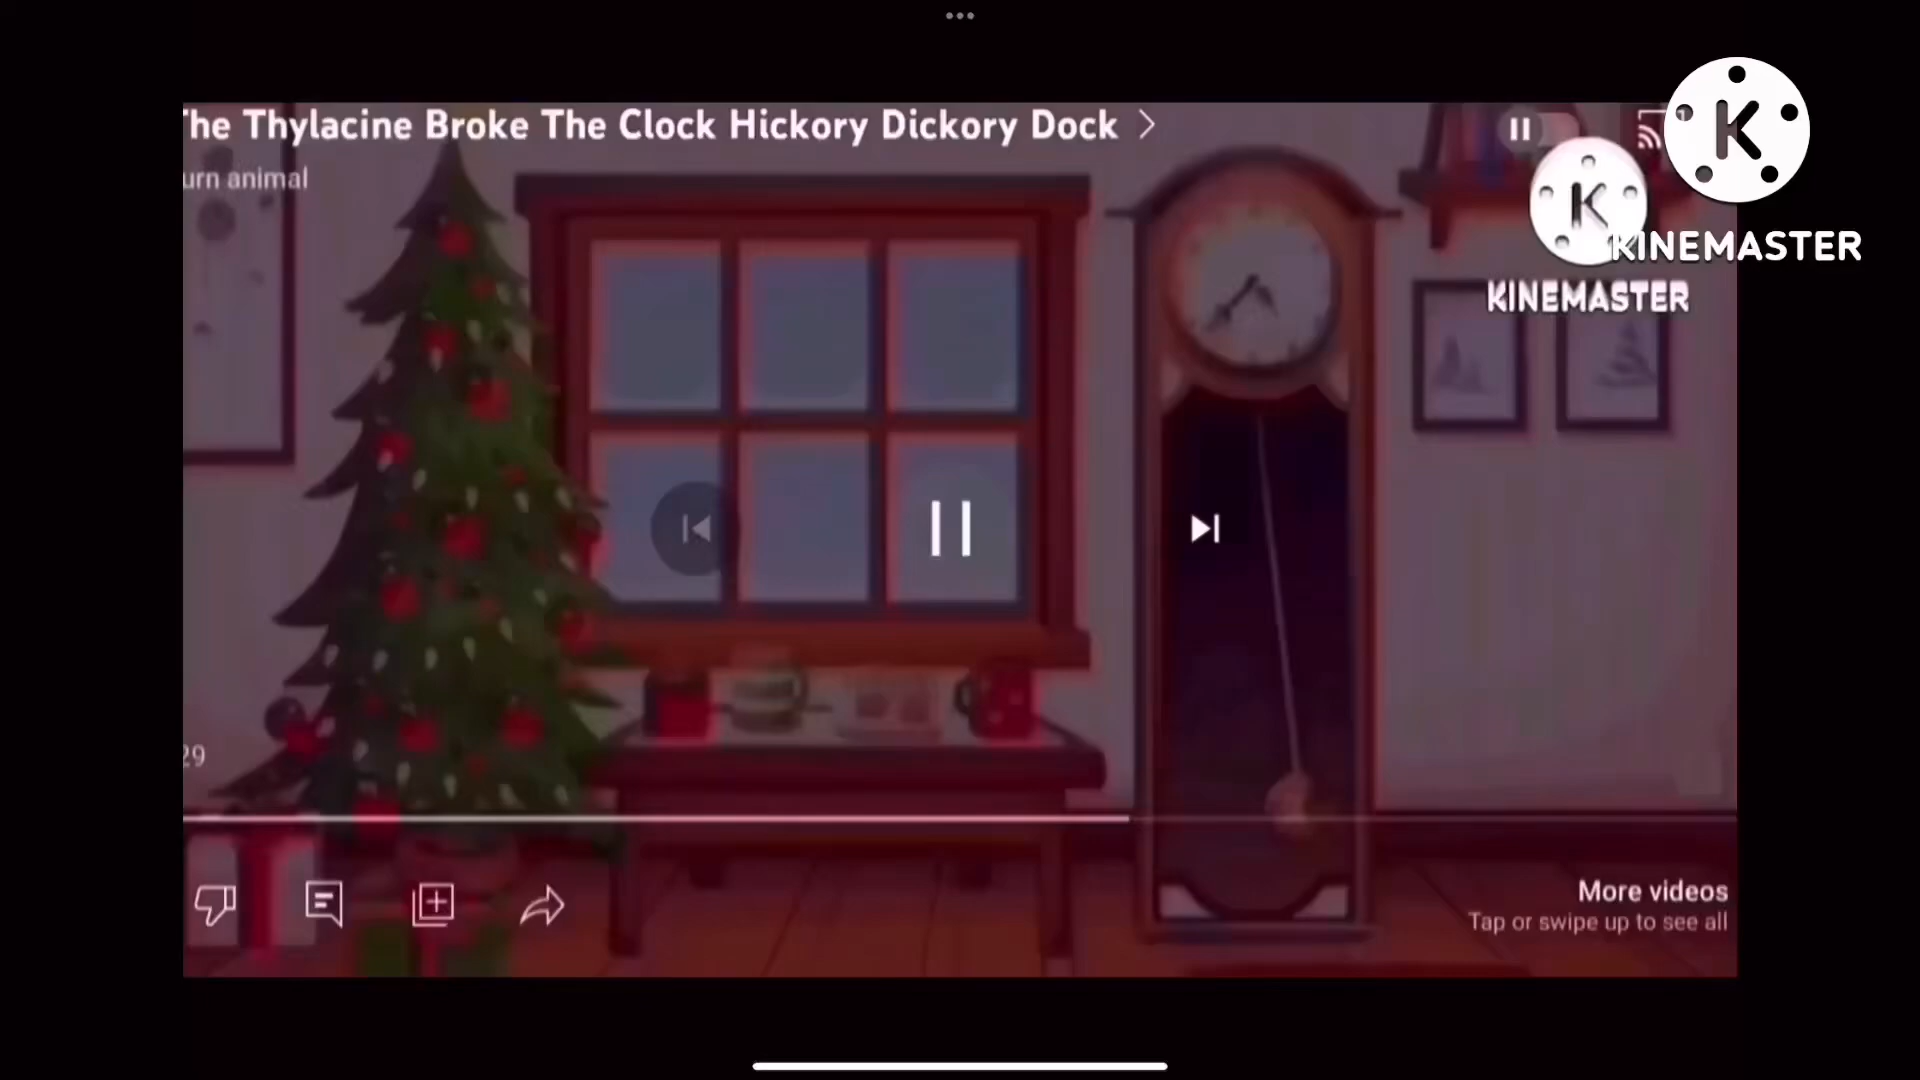 he Thylacine Broke The Clock Hickory Dickory Dock
urn animal
K
K
KINEMASTER
KINEMASTER
29
More videos
Tap or swipe up to see all